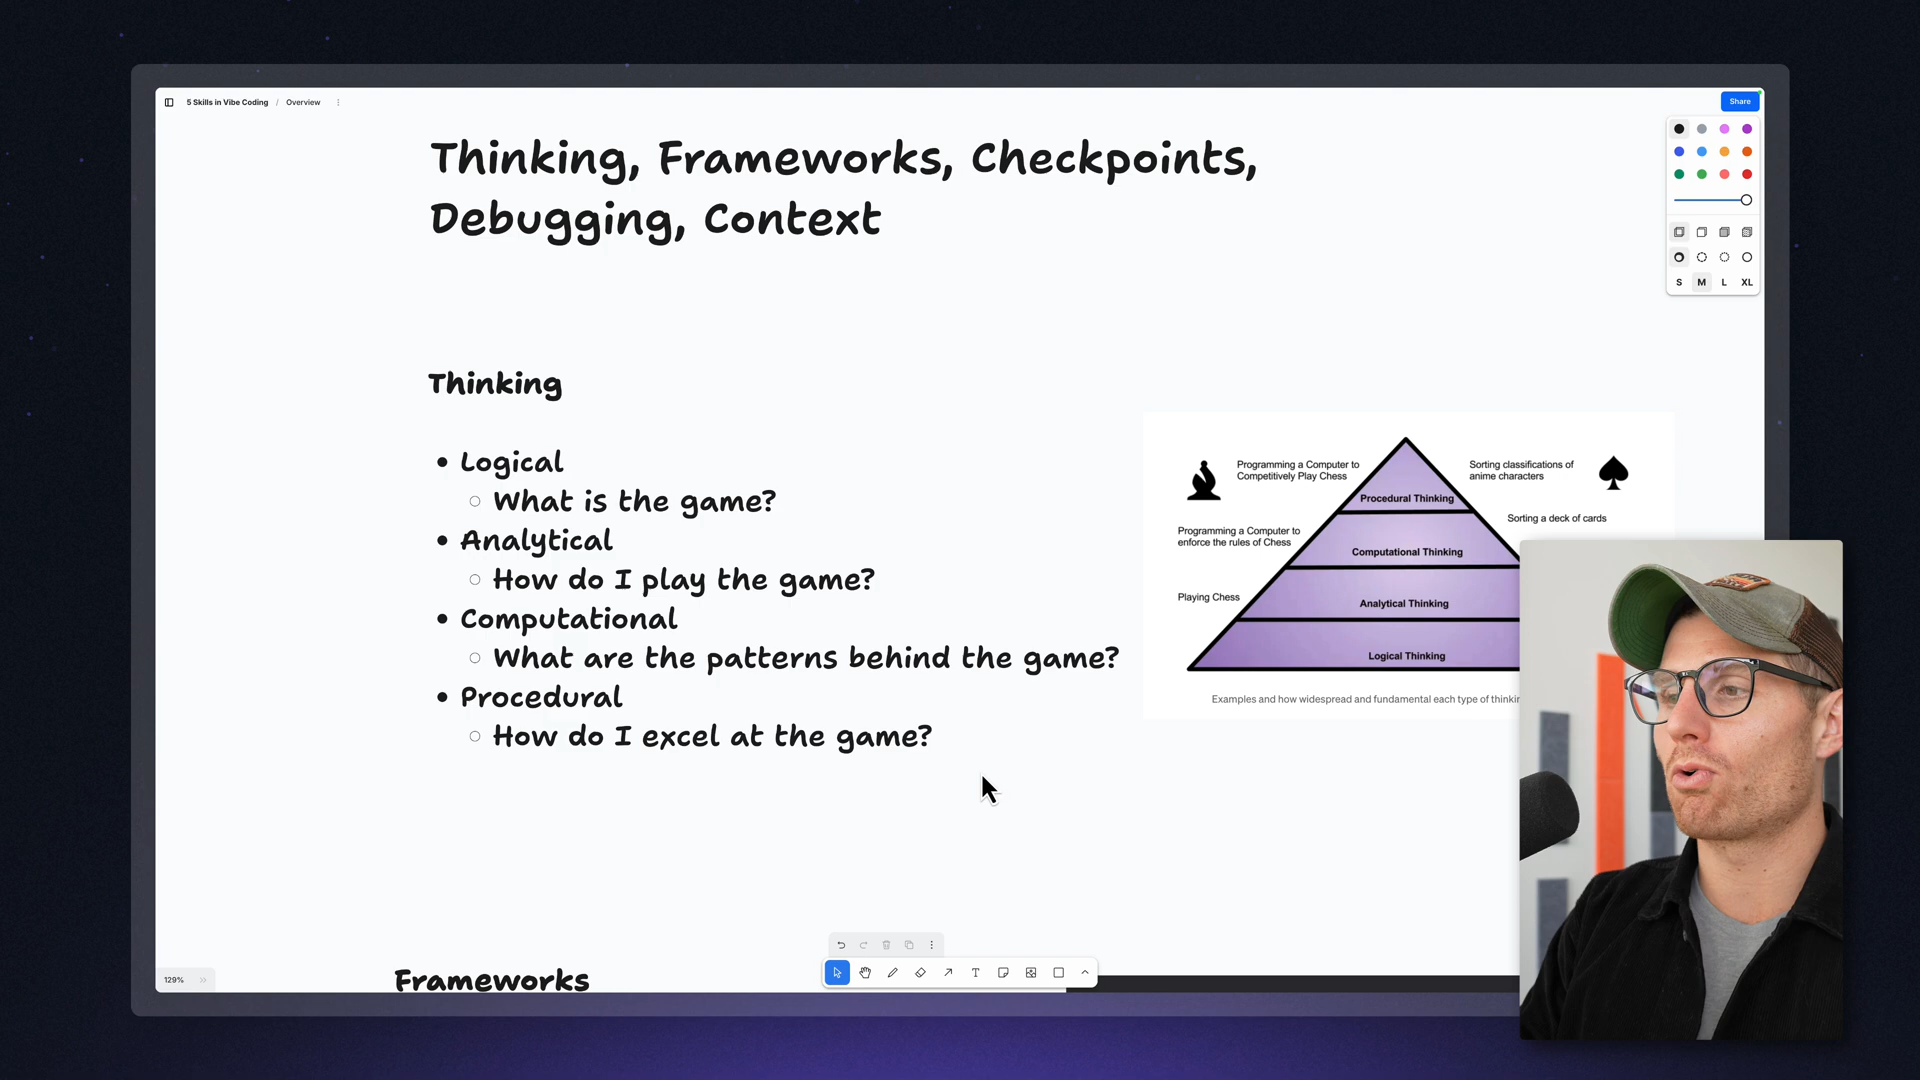 5 Skills in Vibe Coding / Overview
Share
Thinking, Frameworks, Checkpoints,
Debugging, Context
S M L XL
Thinking
• Logical
○ What is the game?
• Analytical
○ How do I play the game?
• Computational
○ What are the patterns behind the game?
• Procedural
○ How do I excel at the game?
Programming a Computer to
Competitively Play Chess
Sorting classifications of
anime characters
Procedural Thinking
Sorting a deck of cards
Programming a Computer to
enforce the rules of Chess
Computational Thinking
Playing Chess
Analytical Thinking
Logical Thinking
Examples and how widespread and fundamental each type of
129%
Frameworks